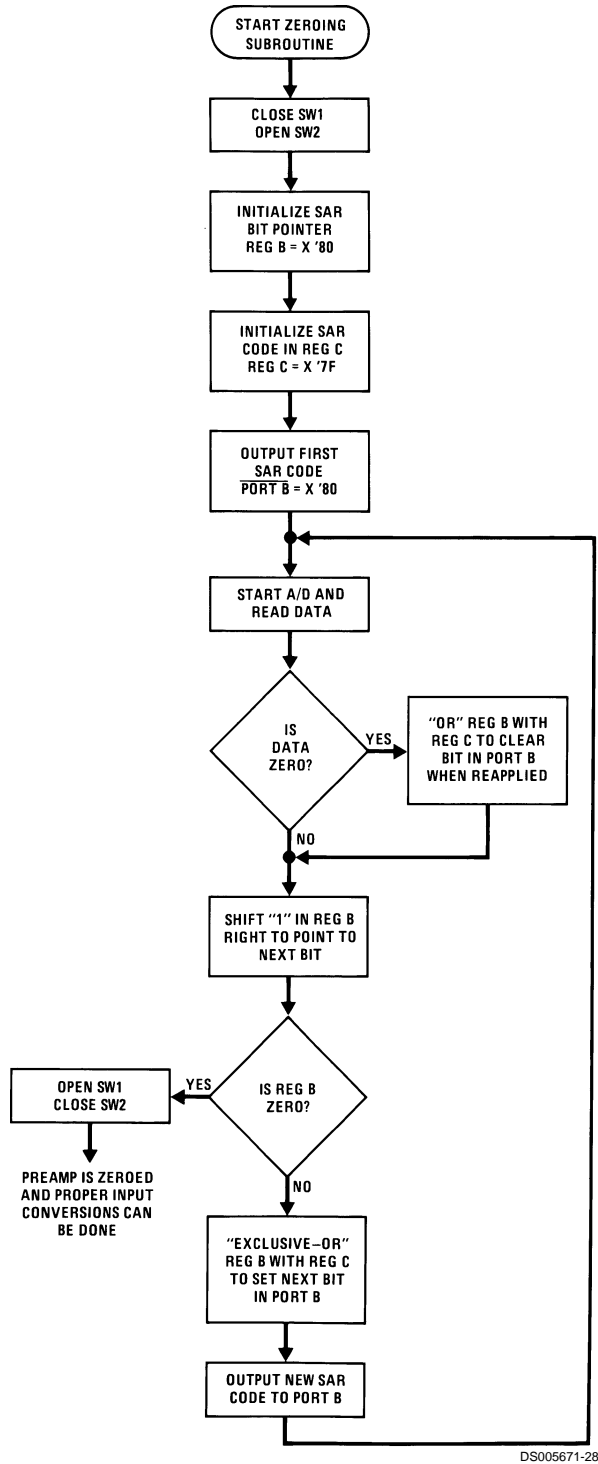 START ZEROING
SUBROUTINE
CLOSE SW1
OPEN SW2
INITIALIZE SAR
BIT POINTER
REG B = X '80
INITIALIZE SAR
CODE IN REG C
REG C = X '7F
OUTPUT FIRST
SAR CODE
PORT B = X '80
START A/D AND
READ DATA
IS
DATA
ZERO?
YES
"OR" REG B WITH
REG C TO CLEAR
BIT IN PORT B
WHEN REAPPLIED
NO
SHIFT "1" IN REG B
RIGHT TO POINT TO
NEXT BIT
IS REG B
ZERO?
YES
OPEN SW1
CLOSE SW2
PREAMP IS ZEROED
AND PROPER INPUT
CONVERSIONS CAN
BE DONE
NO
"EXCLUSIVE–OR"
REG B WITH REG C
TO SET NEXT BIT
IN PORT B
OUTPUT NEW SAR
CODE TO PORT B
DS005671-28